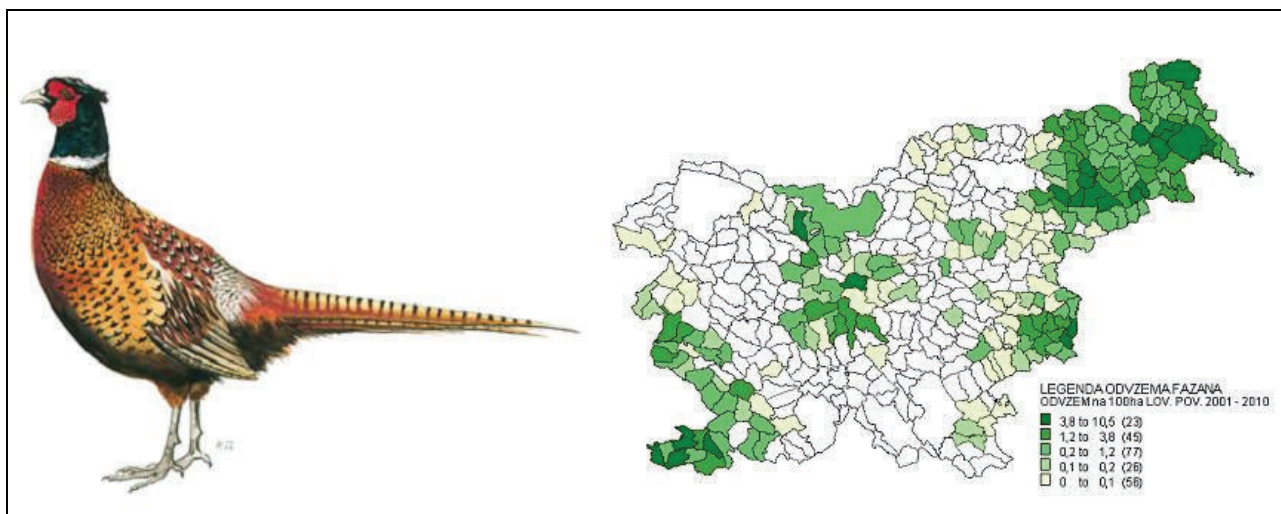 LEGENDA ODVZEMA FAZANA
ODVZEM na 100ha LOV. POV. 2001 - 2010
3,8 to 10,5 (23)
1,2 to 3,8 (45)
0,2 to 1,2 (77)
0,1 to 0,2 (26)
0 to 0,1 (56)